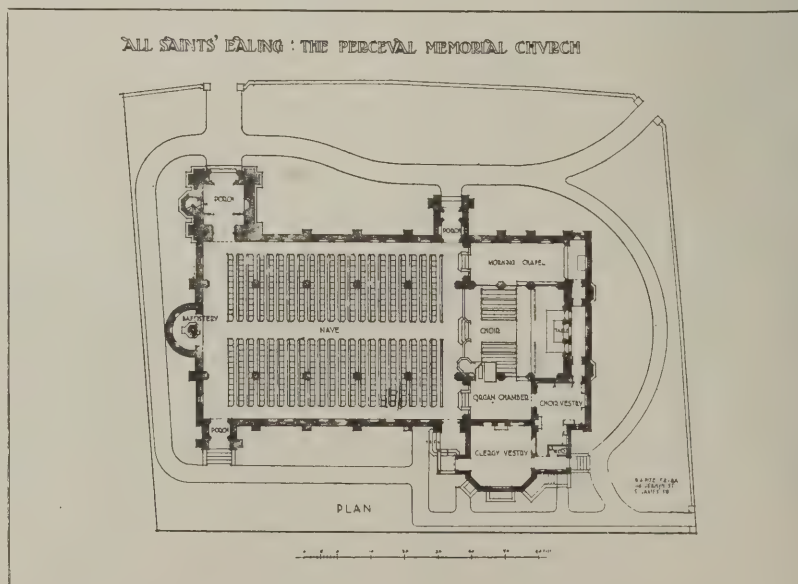 ALL SAINTS' EALING : THE PERCEVAL MEMORIAL CHVRCH
PORCH
PORCH
MORNING CHAPEL
BAPTISTERY
NAVE
CHOIR
TABLE
ORGAN CHAMBER
CHOIR VESTRY
PORCH
CLERGY VESTRY
PLAN